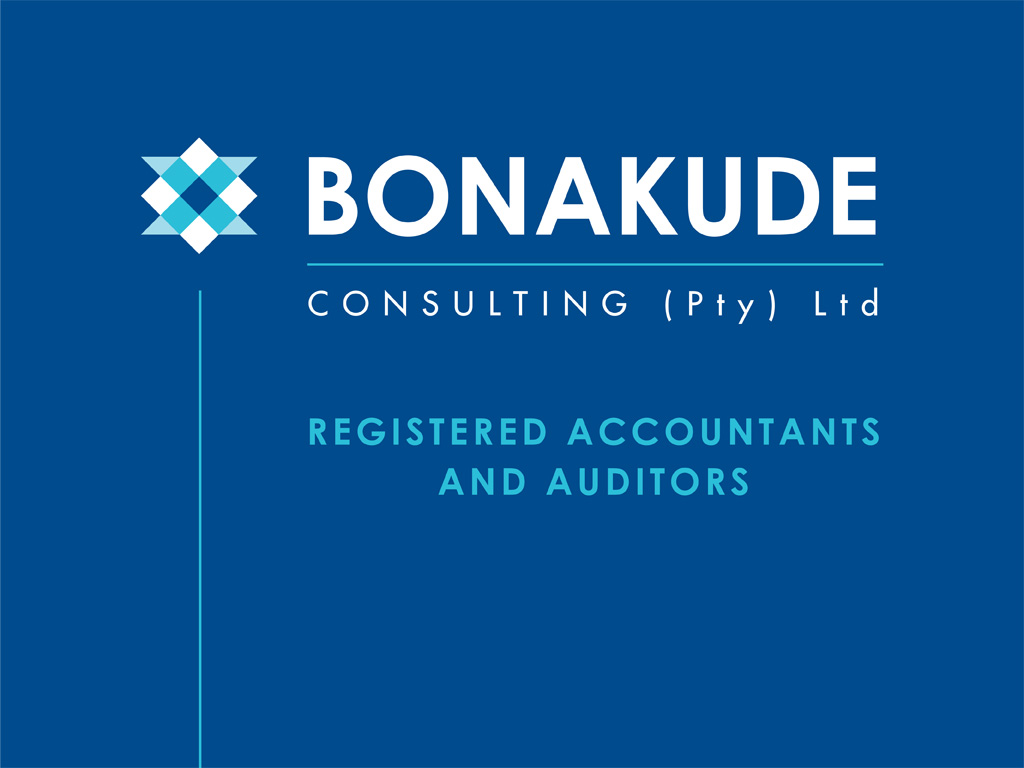 BONAKUDE
CONSULTING (Pty) Ltd
REGISTERED ACCOUNTANTS
AND AUDITORS